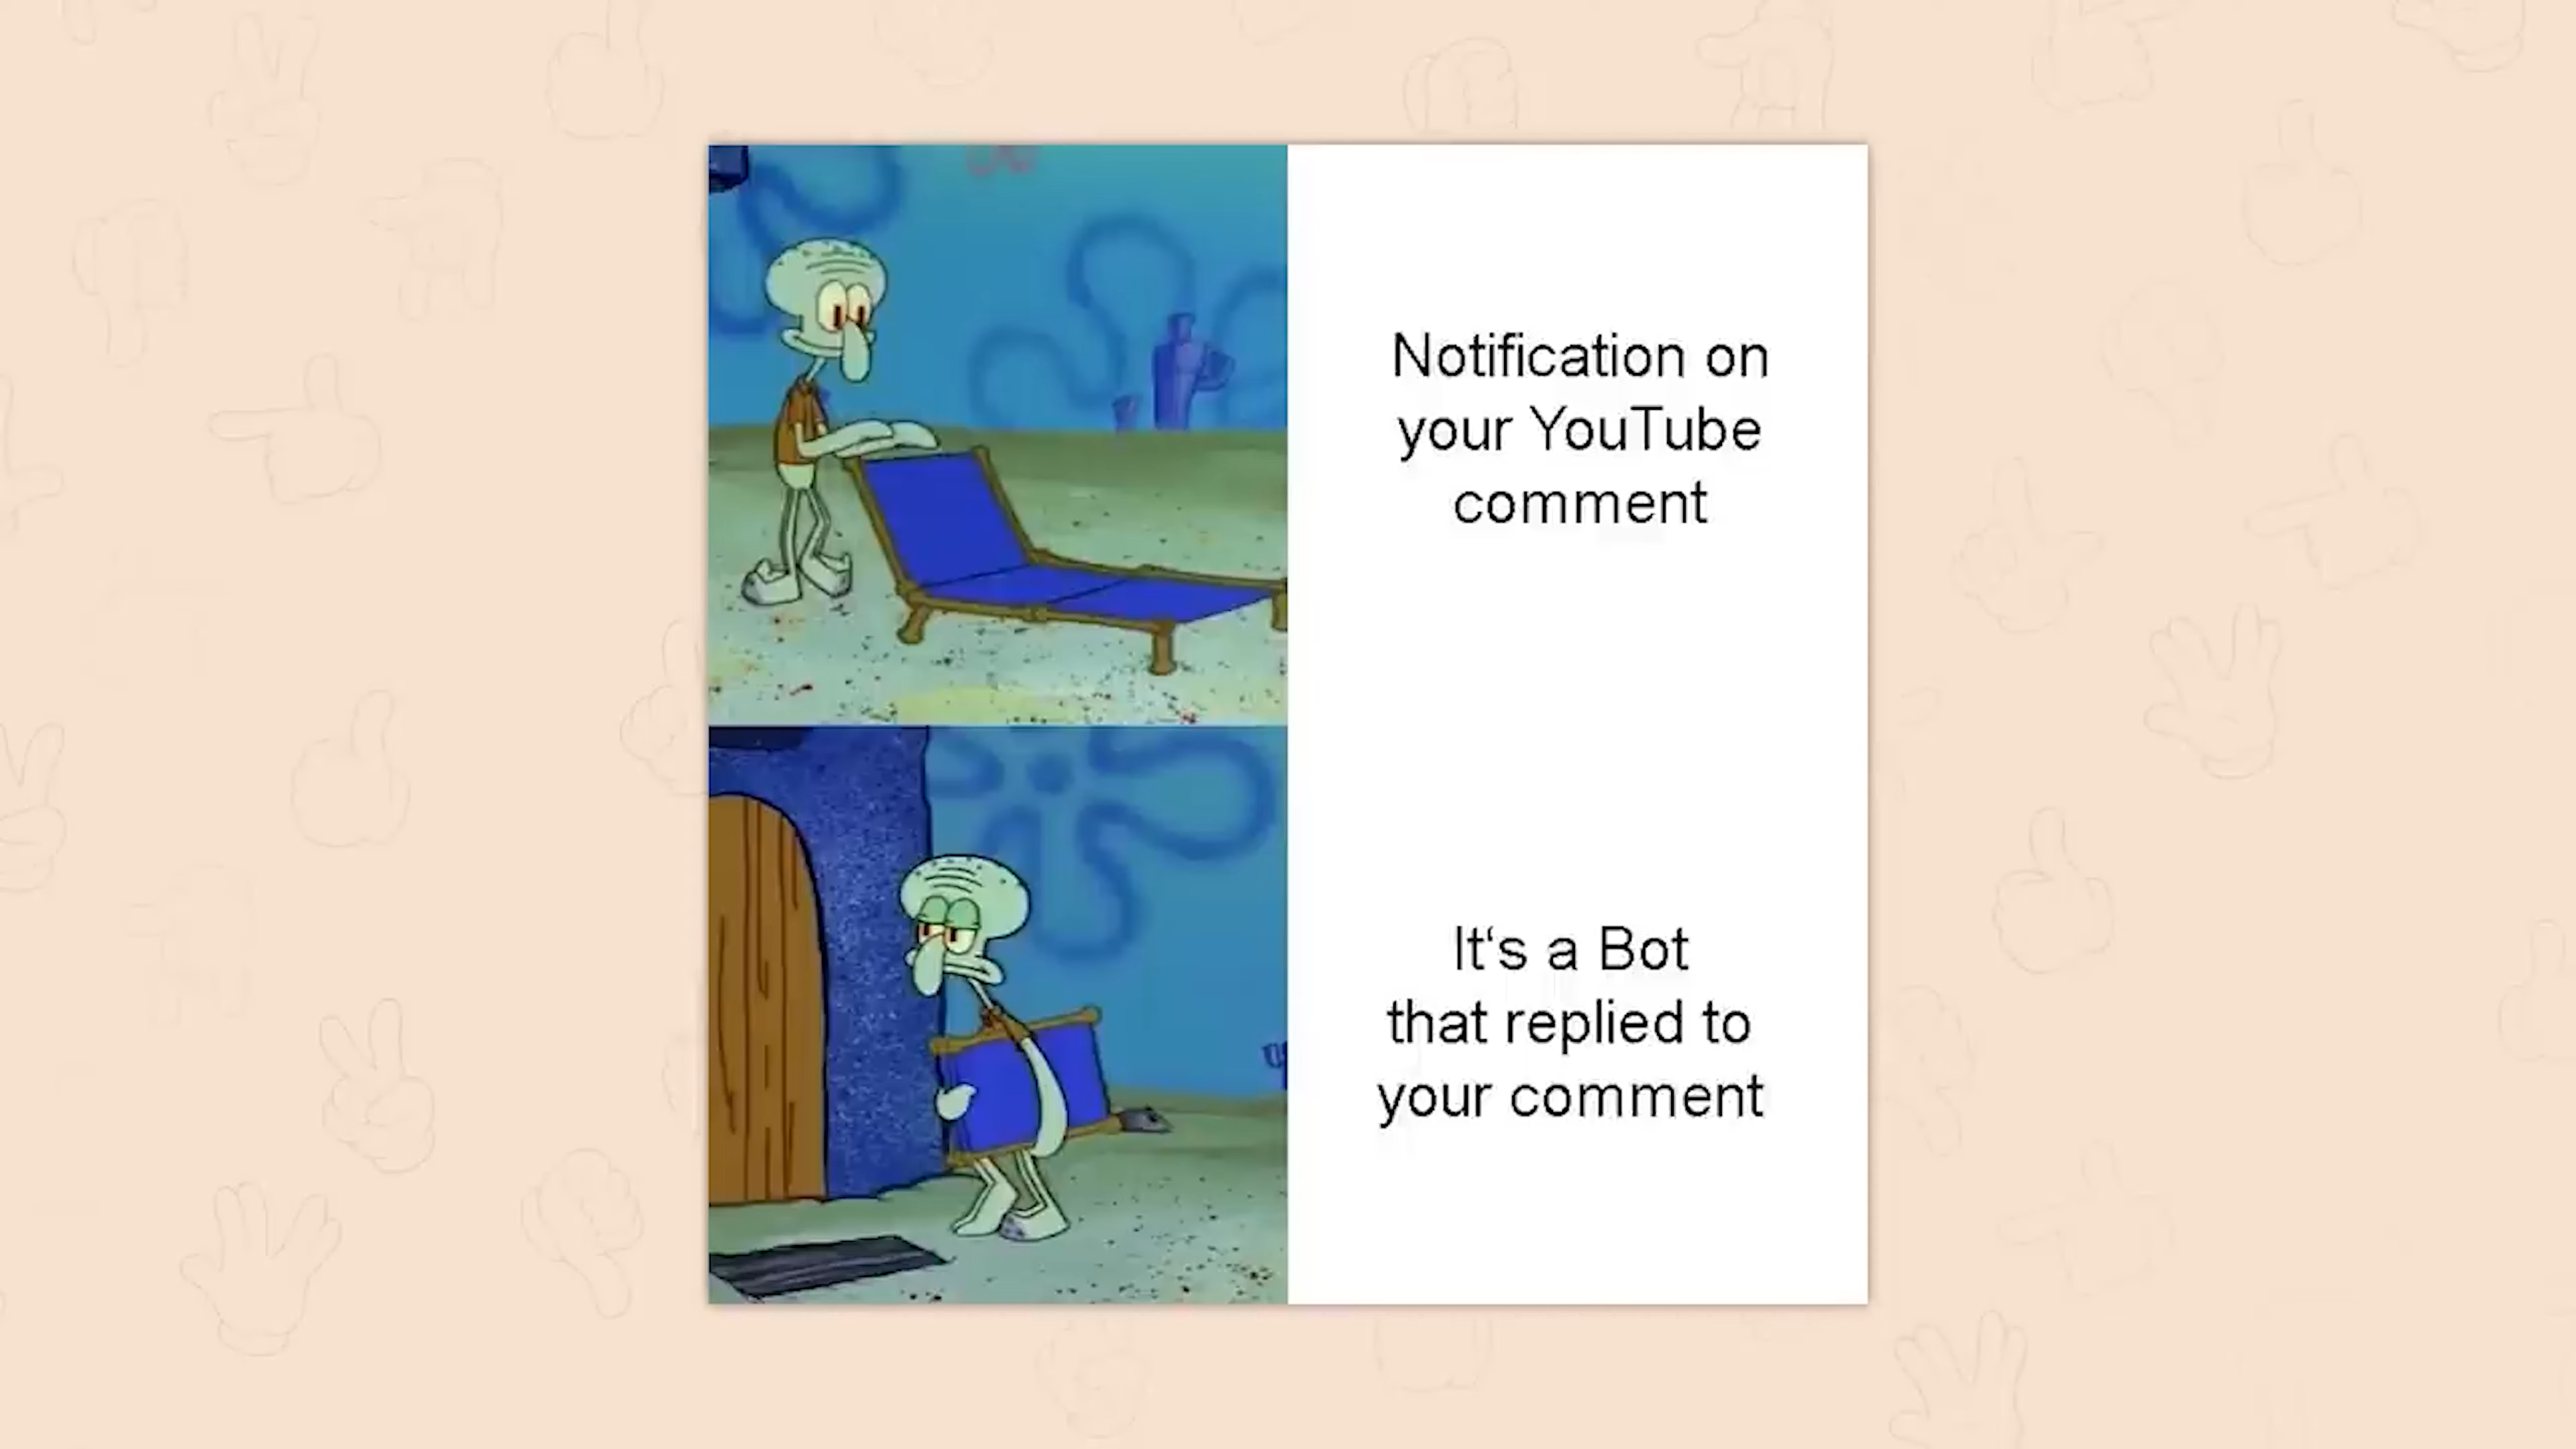 Notification on
your YouTube
comment
It‘s a Bot
that replied to
your comment